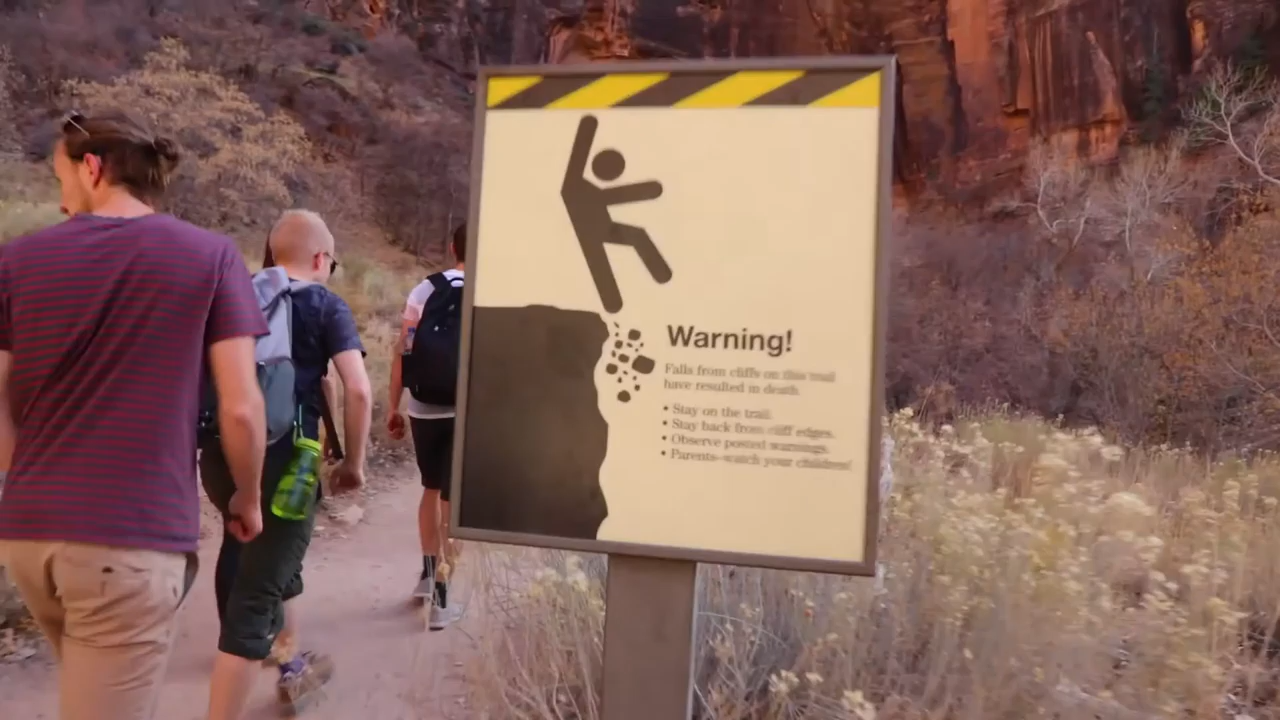 Warning!
Falls from cliffs on this trail
have resulted in death.
• Stay on the trail.
• Stay back from cliff edges.
• Observe posted warnings.
• Parents-watch your children!